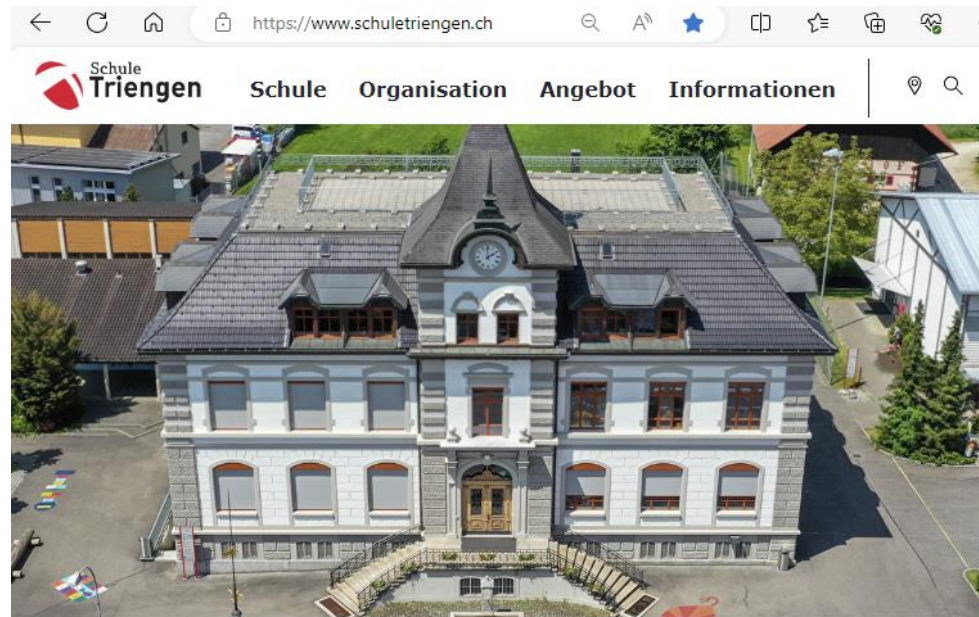 https://www.schuletriengen.ch
Schule
Triengen
Schule Organisation Angebot Informationen